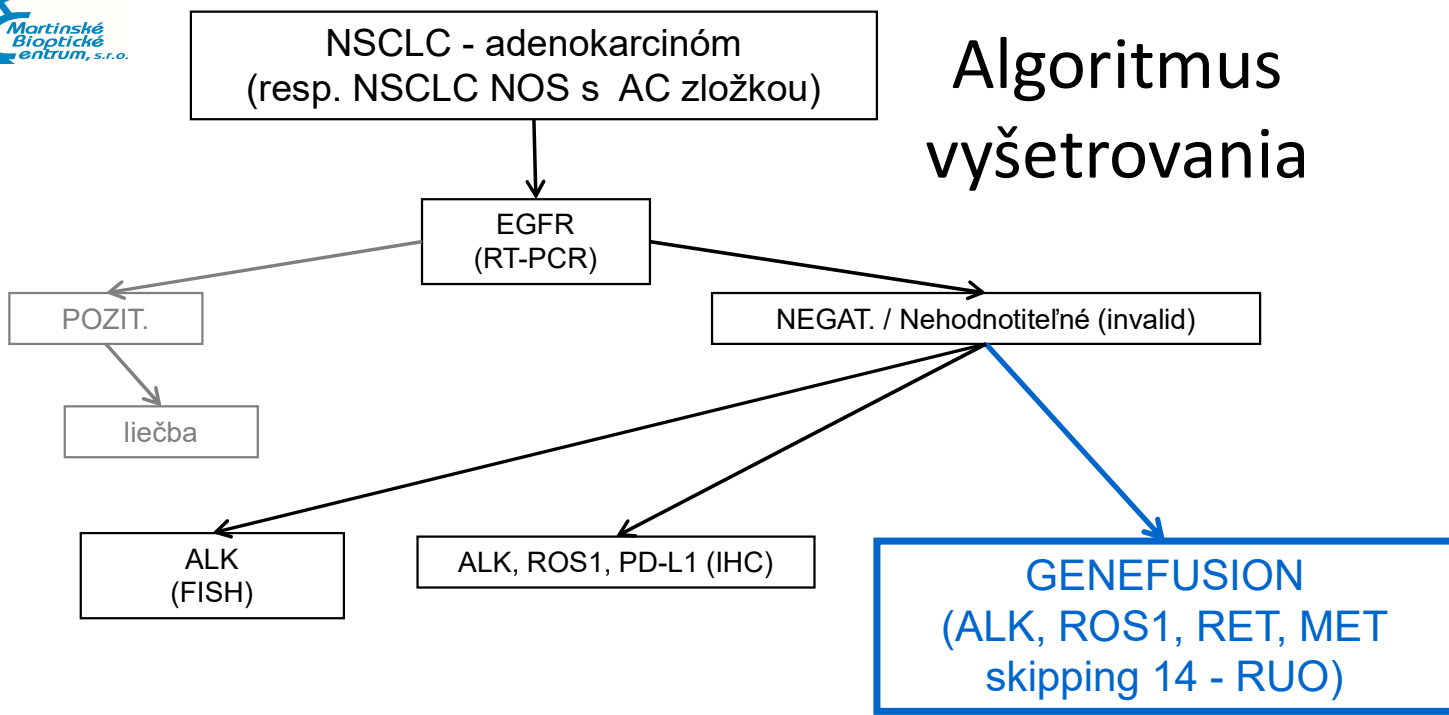 Martinské
Bioptické
entrum, s.r.o.
NSCLC - adenokarcinóm
(resp. NSCLC NOS s AC zložkou)
Algoritmus
vyšetrovania
EGFR
(RT-PCR)
POZIT.
NEGAT. / Nehodnotiteľné (invalid)
liečba
ALK
(FISH)
ALK, ROS1, PD-L1 (IHC)
GENEFUSION
(ALK, ROS1, RET, MET
skipping 14 - RUO)